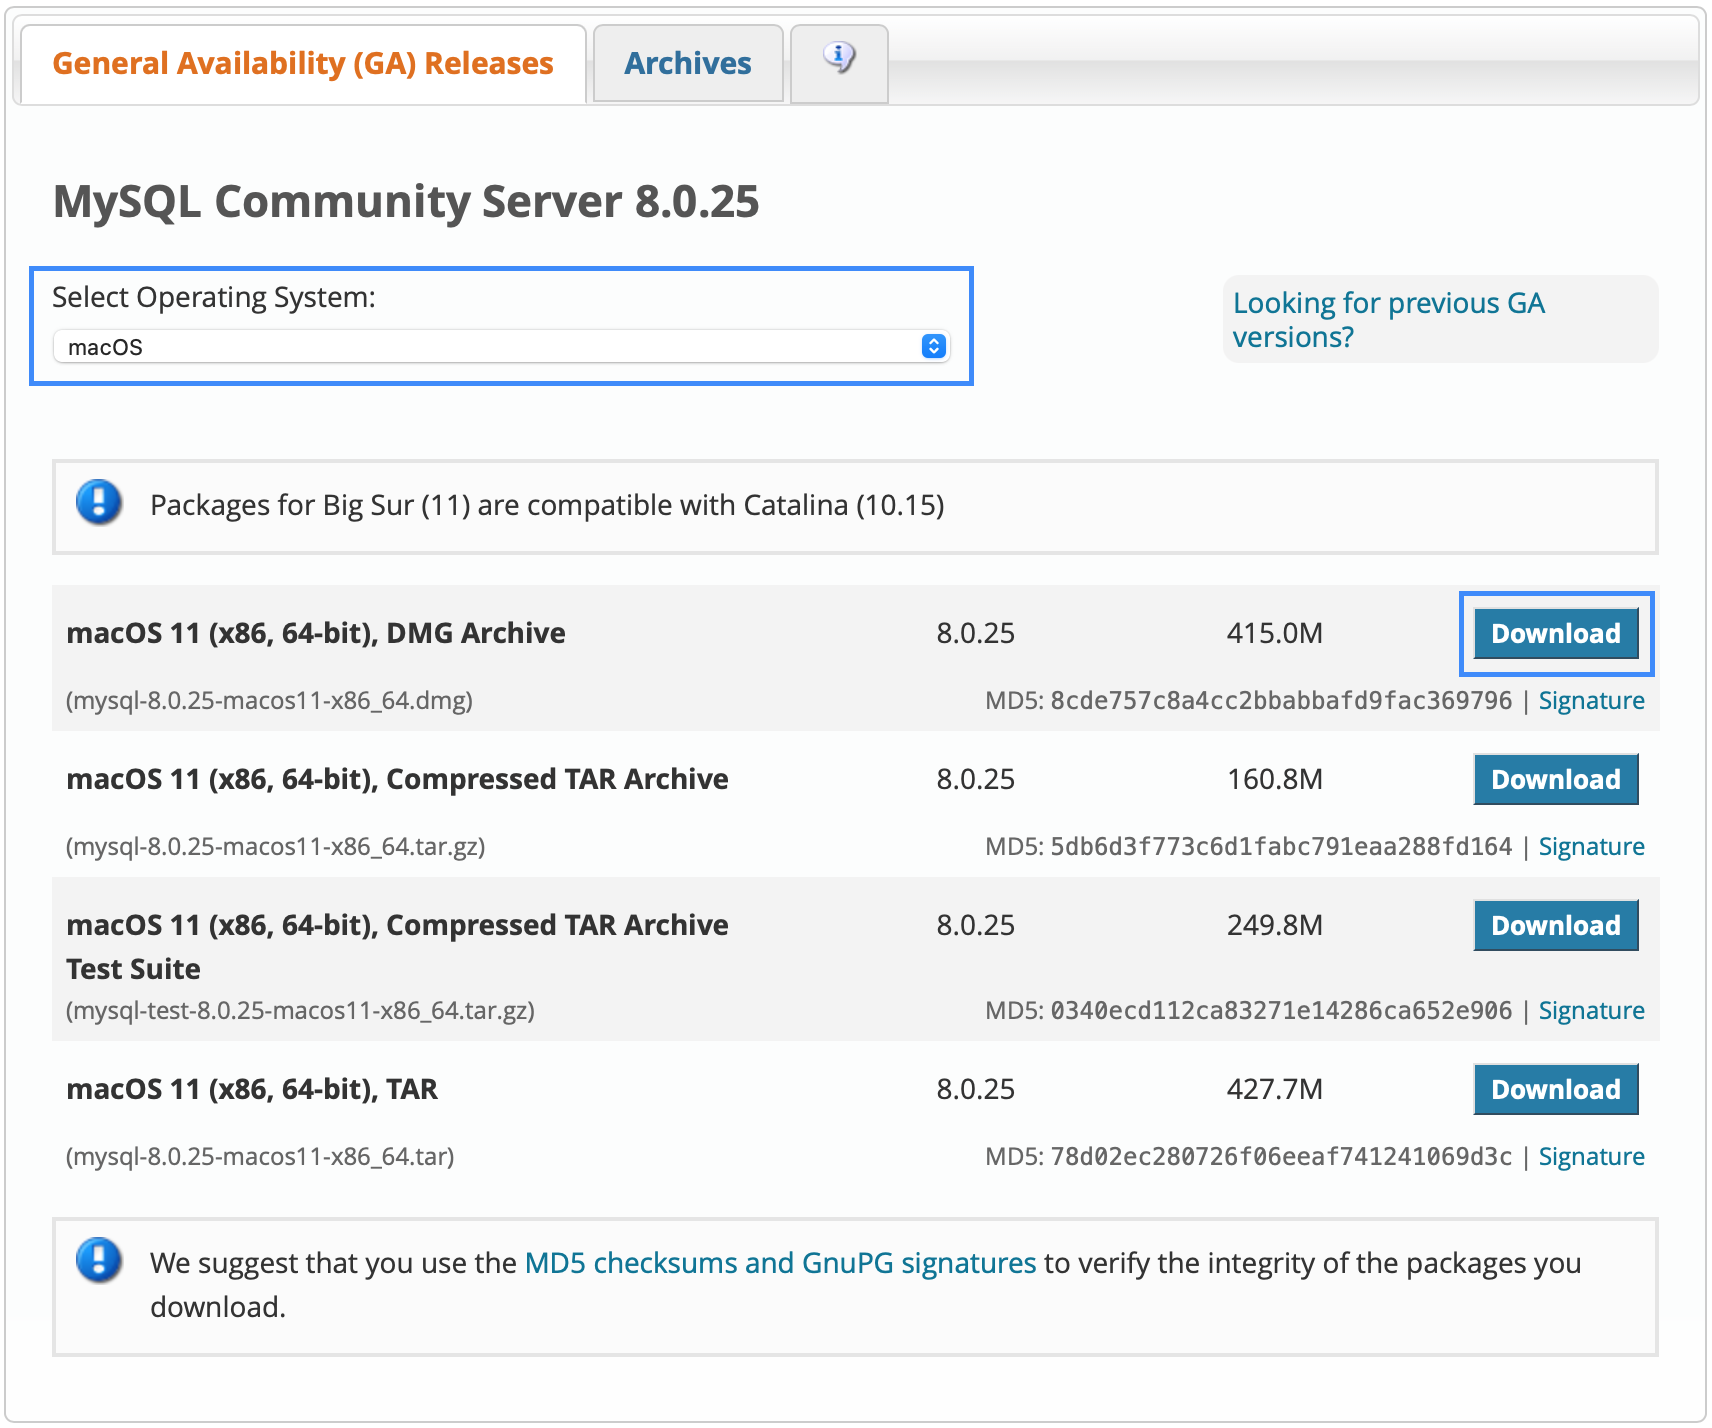 General Availability (GA) Releases
Archives
MySQL Community Server 8.0.25
Select Operating System:
macOS
Looking for previous GA
versions?
Packages for Big Sur (11) are compatible with Catalina (10.15)
macOS 11 (x86, 64-bit), DMG Archive 8.0.25 415.0M Download
(mysql-8.0.25-macos11-x86_64.dmg) MD5: 8cde757c8a4cc2bbabbafd9fac369796 | Signature
macOS 11 (x86, 64-bit), Compressed TAR Archive 8.0.25 160.8M Download
(mysql-8.0.25-macos11-x86_64.tar.gz) MD5: 5db6d3f773c6d1fabc791eaa288fd164 | Signature
macOS 11 (x86, 64-bit), Compressed TAR Archive 8.0.25 249.8M Download
Test Suite
(mysql-test-8.0.25-macos11-x86_64.tar.gz) MD5: 0340ecd112ca83271e14286ca652e906 | Signature
macOS 11 (x86, 64-bit), TAR 8.0.25 427.7M Download
(mysql-8.0.25-macos11-x86_64.tar) MD5: 78d02ec280726f06eeaf741241069d3c | Signature
We suggest that you use the MD5 checksums and GnuPG signatures to verify the integrity of the packages you
download.